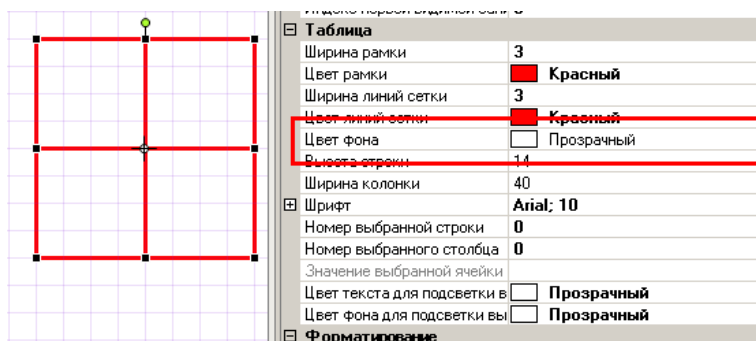 Таблица
Ширина рамки 3
Цвет рамки Красный
Ширина линий сетки 3
Цвет линий сетки Красный
Цвет фона Прозрачный
Высота строки 14
Ширина колонки 40
Шрифт Arial; 10
Номер выбранной строки 0
Номер выбранного столбца 0
Значение выбранной ячейки
Цвет текста для подсветки в Прозрачный
Цвет фона для подсветки вы Прозрачный
Форматирование